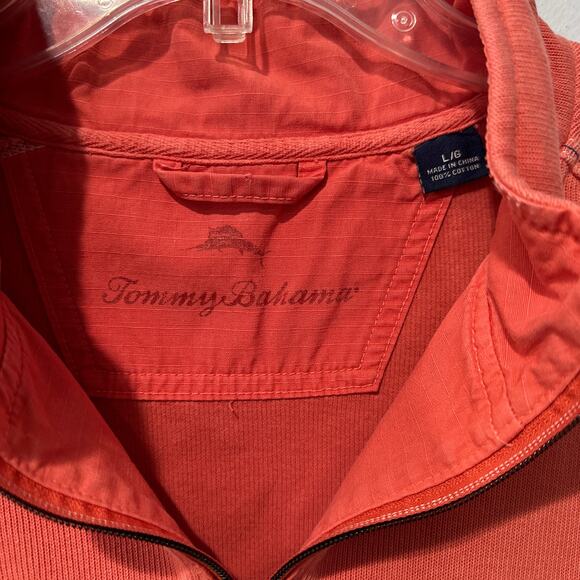 L/G
MADE IN CHINA
100% COTTON
Tommy Bahama®